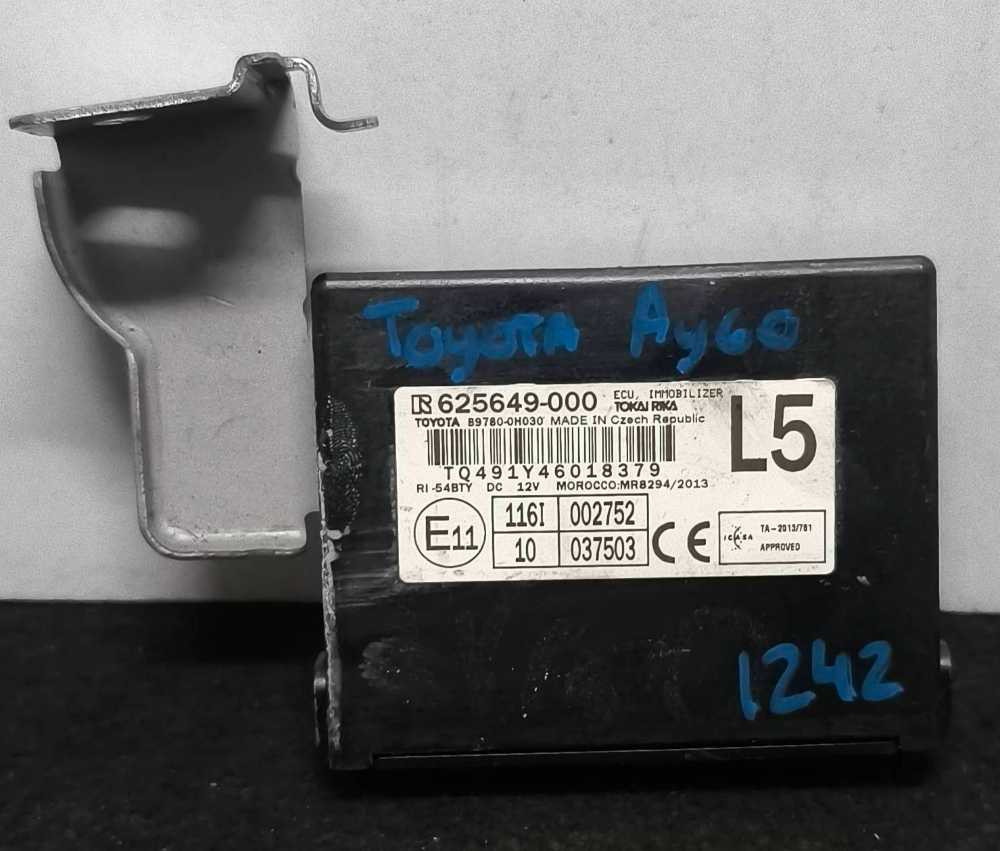 TOYOTA AYGO
625649-000 ECU, IMMOBILIZER
TOKAI RIKA
TOYOTA B9780-0H030 MADE IN Czech Republic
L5
TQ491Y46018379
RI-54BTY DC 12V MOROCCO:MR8294/2013
E11
116I 002752
10 037503
CE
ICASA
TA-2013/781
APPROVED
1242